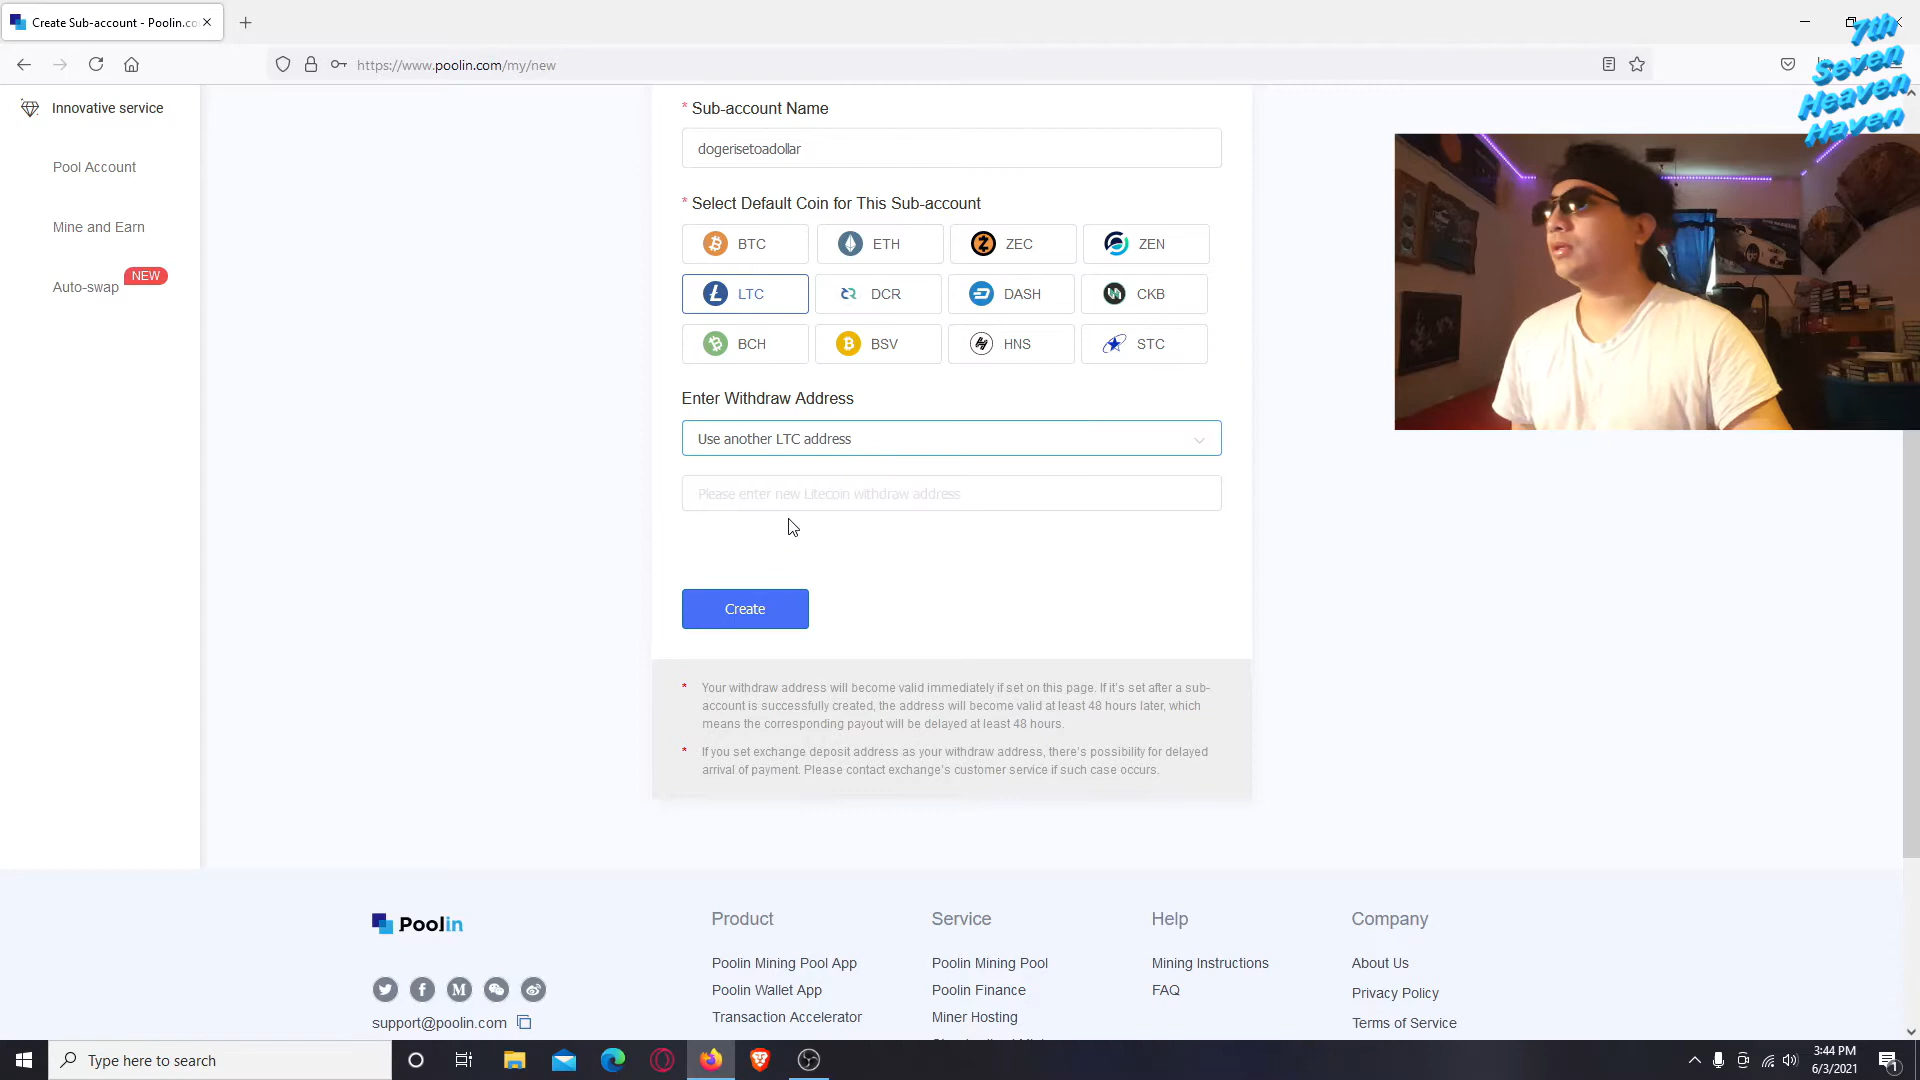 Create Sub-account - Poolin.co
https://www.poolin.com/my/new
7th
Seven
Heaven
Haven
Innovative service
Pool Account
Mine and Earn
Auto-swap
NEW
* Sub-account Name
dogerisetoadollar
* Select Default Coin for This Sub-account
BTC ETH ZEC ZEN
LTC DCR DASH CKB
BCH BSV HNS STC
Enter Withdraw Address
Use another LTC address
Please enter new Litecoin withdraw address
Create
* Your withdraw address will become valid immediately if set on this page. If it's set after a sub-
account is successfully created, the address will become valid at least 48 hours later, which
means the corresponding payout will be delayed at least 48 hours.
* If you set exchange deposit address as your withdraw address, there's possibility for delayed
arrival of payment. Please contact exchange's customer service if such case occurs.
Poolin
support@poolin.com
Product
Poolin Mining Pool App
Poolin Wallet App
Transaction Accelerator
Service
Poolin Mining Pool
Poolin Finance
Miner Hosting
Help
Mining Instructions
FAQ
Company
About Us
Privacy Policy
Terms of Service
Type here to search
3:44 PM
6/3/2021
1